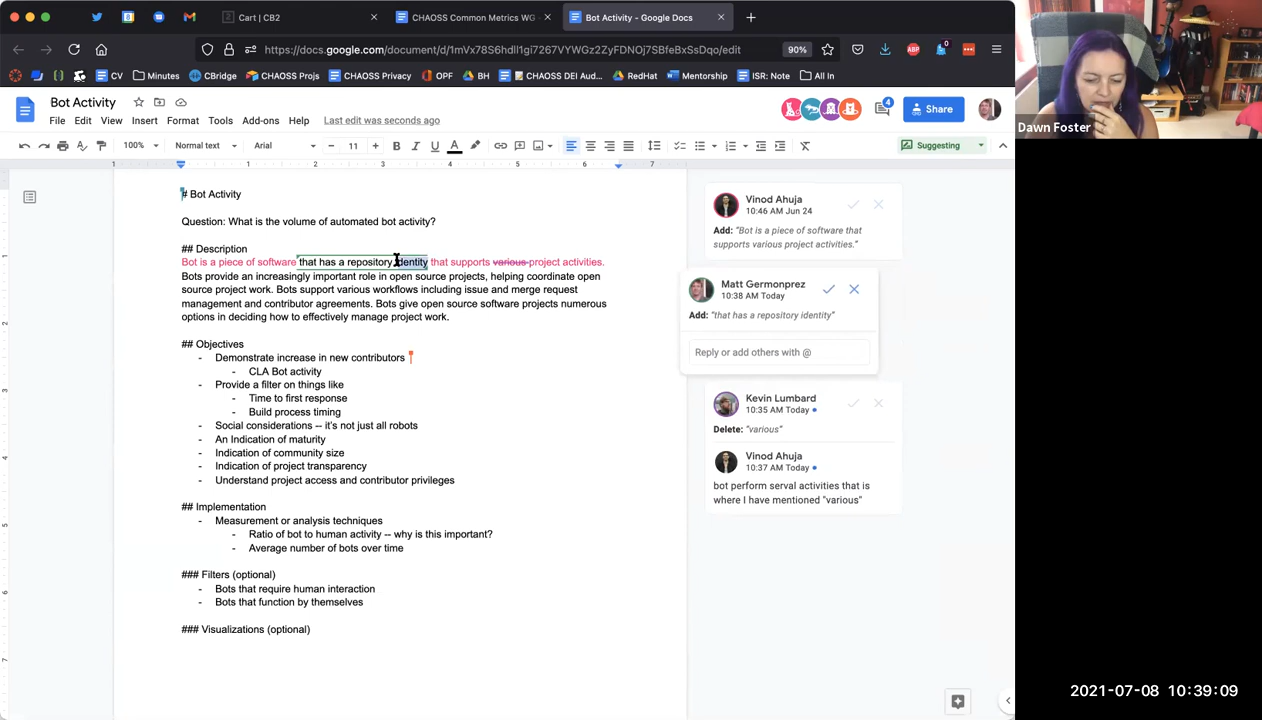 Cart | CB2
CHAOSS Common Metrics WG -
Bot Activity - Google Docs
https://docs.google.com/document/d/1mVx78S6hdlI1gi7267VYWGz2ZyFDNOj7SBfeBxSsDqo/edit
90%
CV
Minutes
CBridge
CHAOSS Projs
CHAOSS Privacy
OPF
BH
CHAOSS DEI Aud...
RedHat
Mentorship
ISR: Note
All In
Bot Activity
File Edit View Insert Format Tools Add-ons Help Last edit was seconds ago
4
Share
100% Normal text Arial 11 Suggesting
# Bot Activity
Question: What is the volume of automated bot activity?
## Description
Bot is a piece of software that has a repository identity that supports various project activities.
Bots provide an increasingly important role in open source projects, helping coordinate open
source project work. Bots support various workflows including issue and merge request
management and contributor agreements. Bots give open source software projects numerous
options in deciding how to effectively manage project work.
## Objectives
- Demonstrate increase in new contributors
- CLA Bot activity
- Provide a filter on things like
- Time to first response
- Build process timing
- Social considerations -- it's not just all robots
- An Indication of maturity
- Indication of community size
- Indication of project transparency
- Understand project access and contributor privileges
## Implementation
- Measurement or analysis techniques
- Ratio of bot to human activity -- why is this important?
- Average number of bots over time
### Filters (optional)
- Bots that require human interaction
- Bots that function by themselves
### Visualizations (optional)
Vinod Ahuja
10:46 AM Jun 24
Add: "Bot is a piece of software that
supports various project activities."
Matt Germonprez
10:38 AM Today
Add: "that has a repository identity"
Reply or add others with @
Kevin Lumbard
10:35 AM Today
Delete: "various"
Vinod Ahuja
10:37 AM Today
bot perform serval activities that is
where I have mentioned "various"
Dawn Foster
2021-07-08 10:39:09